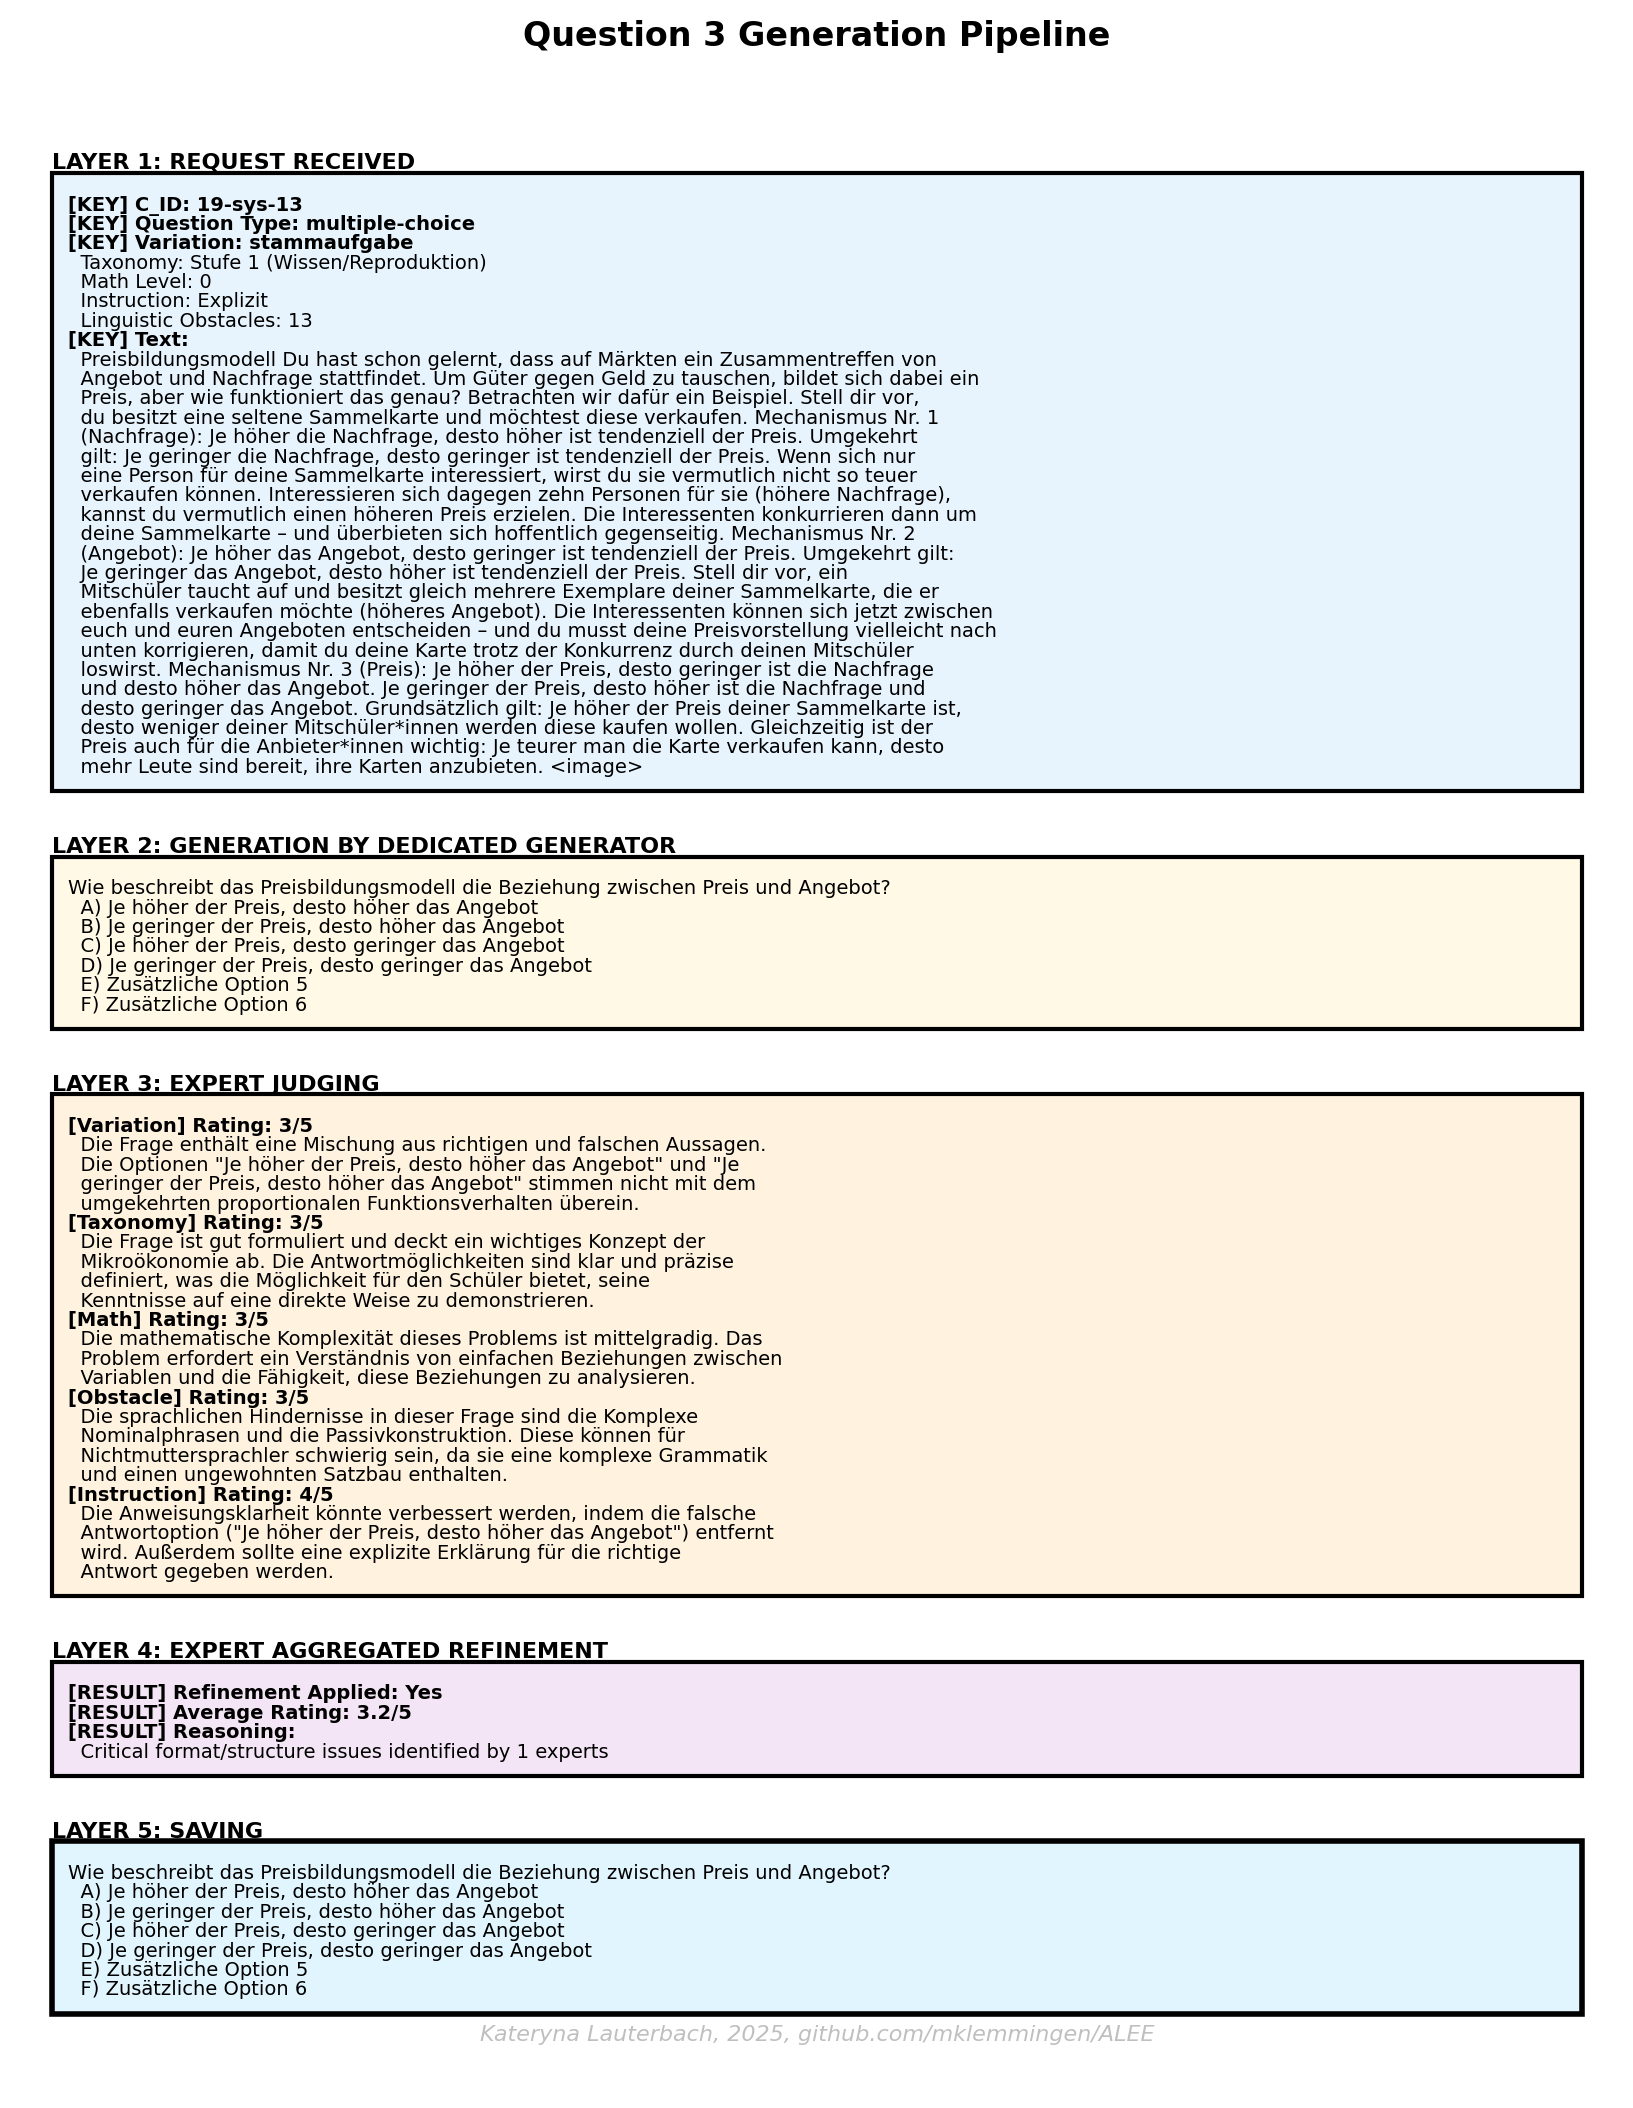 Question 3 Generation Pipeline
LAYER 1: REQUEST RECEIVED
[KEY] C_ID: 19-sys-13
[KEY] Question Type: multiple-choice
[KEY] Variation: stammaufgabe
Taxonomy: Stufe 1 (Wissen/Reproduktion)
Math Level: 0
Instruction: Explizit
Linguistic Obstacles: 13
[KEY] Text:
Preisbildungsmodell Du hast schon gelernt, dass auf Märkten ein Zusammentreffen von
Angebot und Nachfrage stattfindet. Um Güter gegen Geld zu tauschen, bildet sich dabei ein
Preis, aber wie funktioniert das genau? Betrachten wir dafür ein Beispiel. Stell dir vor,
du besitzt eine seltene Sammelkarte und möchtest diese verkaufen. Mechanismus Nr. 1
(Nachfrage): Je höher die Nachfrage, desto höher ist tendenziell der Preis. Umgekehrt
gilt: Je geringer die Nachfrage, desto geringer ist tendenziell der Preis. Wenn sich nur
eine Person für deine Sammelkarte interessiert, wirst du sie vermutlich nicht so teuer
verkaufen können. Interessieren sich dagegen zehn Personen für sie (höhere Nachfrage),
kannst du vermutlich einen höheren Preis erzielen. Die Interessenten konkurrieren dann um
deine Sammelkarte – und überbieten sich hoffentlich gegenseitig. Mechanismus Nr. 2
(Angebot): Je höher das Angebot, desto geringer ist tendenziell der Preis. Umgekehrt gilt:
Je geringer das Angebot, desto höher ist tendenziell der Preis. Stell dir vor, ein
Mitschüler taucht auf und besitzt gleich mehrere Exemplare deiner Sammelkarte, die er
ebenfalls verkaufen möchte (höheres Angebot). Die Interessenten können sich jetzt zwischen
euch und euren Angeboten entscheiden – und du musst deine Preisvorstellung vielleicht nach
unten korrigieren, damit du deine Karte trotz der Konkurrenz durch deinen Mitschüler
loswirst. Mechanismus Nr. 3 (Preis): Je höher der Preis, desto geringer ist die Nachfrage
und desto höher das Angebot. Je geringer der Preis, desto höher ist die Nachfrage und
desto geringer das Angebot. Grundsätzlich gilt: Je höher der Preis deiner Sammelkarte ist,
desto weniger deiner Mitschüler*innen werden diese kaufen wollen. Gleichzeitig ist der
Preis auch für die Anbieter*innen wichtig: Je teurer man die Karte verkaufen kann, desto
mehr Leute sind bereit, ihre Karten anzubieten. <image>
LAYER 2: GENERATION BY DEDICATED GENERATOR
Wie beschreibt das Preisbildungsmodell die Beziehung zwischen Preis und Angebot?
A) Je höher der Preis, desto höher das Angebot
B) Je geringer der Preis, desto höher das Angebot
C) Je höher der Preis, desto geringer das Angebot
D) Je geringer der Preis, desto geringer das Angebot
E) Zusätzliche Option 5
F) Zusätzliche Option 6
LAYER 3: EXPERT JUDGING
[Variation] Rating: 3/5
Die Frage enthält eine Mischung aus richtigen und falschen Aussagen.
Die Optionen "Je höher der Preis, desto höher das Angebot" und "Je
geringer der Preis, desto höher das Angebot" stimmen nicht mit dem
umgekehrten proportionalen Funktionsverhalten überein.
[Taxonomy] Rating: 3/5
Die Frage ist gut formuliert und deckt ein wichtiges Konzept der
Mikroökonomie ab. Die Antwortmöglichkeiten sind klar und präzise
definiert, was die Möglichkeit für den Schüler bietet, seine
Kenntnisse auf eine direkte Weise zu demonstrieren.
[Math] Rating: 3/5
Die mathematische Komplexität dieses Problems ist mittelgradig. Das
Problem erfordert ein Verständnis von einfachen Beziehungen zwischen
Variablen und die Fähigkeit, diese Beziehungen zu analysieren.
[Obstacle] Rating: 3/5
Die sprachlichen Hindernisse in dieser Frage sind die Komplexe
Nominalphrasen und die Passivkonstruktion. Diese können für
Nichtmuttersprachler schwierig sein, da sie eine komplexe Grammatik
und einen ungewohnten Satzbau enthalten.
[Instruction] Rating: 4/5
Die Anweisungsklarheit könnte verbessert werden, indem die falsche
Antwortoption ("Je höher der Preis, desto höher das Angebot") entfernt
wird. Außerdem sollte eine explizite Erklärung für die richtige
Antwort gegeben werden.
LAYER 4: EXPERT AGGREGATED REFINEMENT
[RESULT] Refinement Applied: Yes
[RESULT] Average Rating: 3.2/5
[RESULT] Reasoning:
Critical format/structure issues identified by 1 experts
LAYER 5: SAVING
Wie beschreibt das Preisbildungsmodell die Beziehung zwischen Preis und Angebot?
A) Je höher der Preis, desto höher das Angebot
B) Je geringer der Preis, desto höher das Angebot
C) Je höher der Preis, desto geringer das Angebot
D) Je geringer der Preis, desto geringer das Angebot
E) Zusätzliche Option 5
F) Zusätzliche Option 6
Kateryna Lauterbach, 2025, github.com/mklemmingen/ALEE